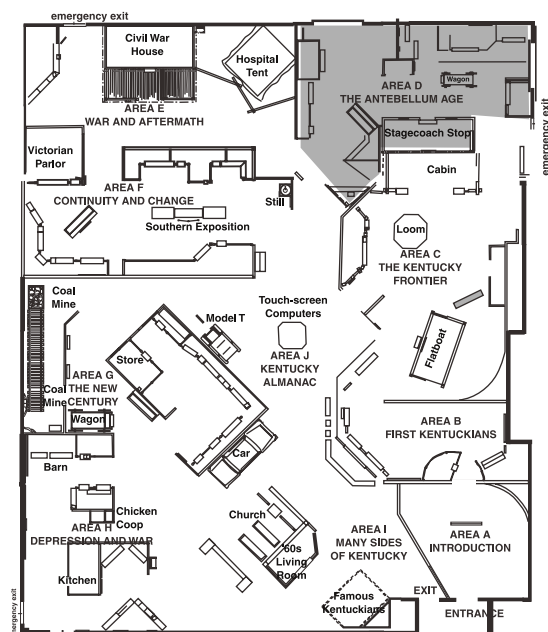 emergency exit
Civil War
House
Hospital
Tent
AREA D
THE ANTEBELLUM AGE
Wagon
AREA E
WAR AND AFTERMATH
Stagecoach Stop
emergency exit
Victorian
Parlor
Cabin
AREA F
CONTINUITY AND CHANGE
Still
Southern Exposition
Loom
AREA C
THE KENTUCKY
FRONTIER
Coal
Mine
Touch-screen
Computers
Model T
Flatboat
Store
AREA J
KENTUCKY
ALMANAC
AREA G
THE NEW
CENTURY
Coal
Mine
Wagon
AREA B
FIRST KENTUCKIANS
Car
Barn
Chicken
Coop
Church
AREA H
DEPRESSION AND WAR
AREA I
MANY SIDES
OF KENTUCKY
AREA A
INTRODUCTION
'60s
Living
Room
Kitchen
Famous
Kentuckians
EXIT
ENTRANCE
emergency exit